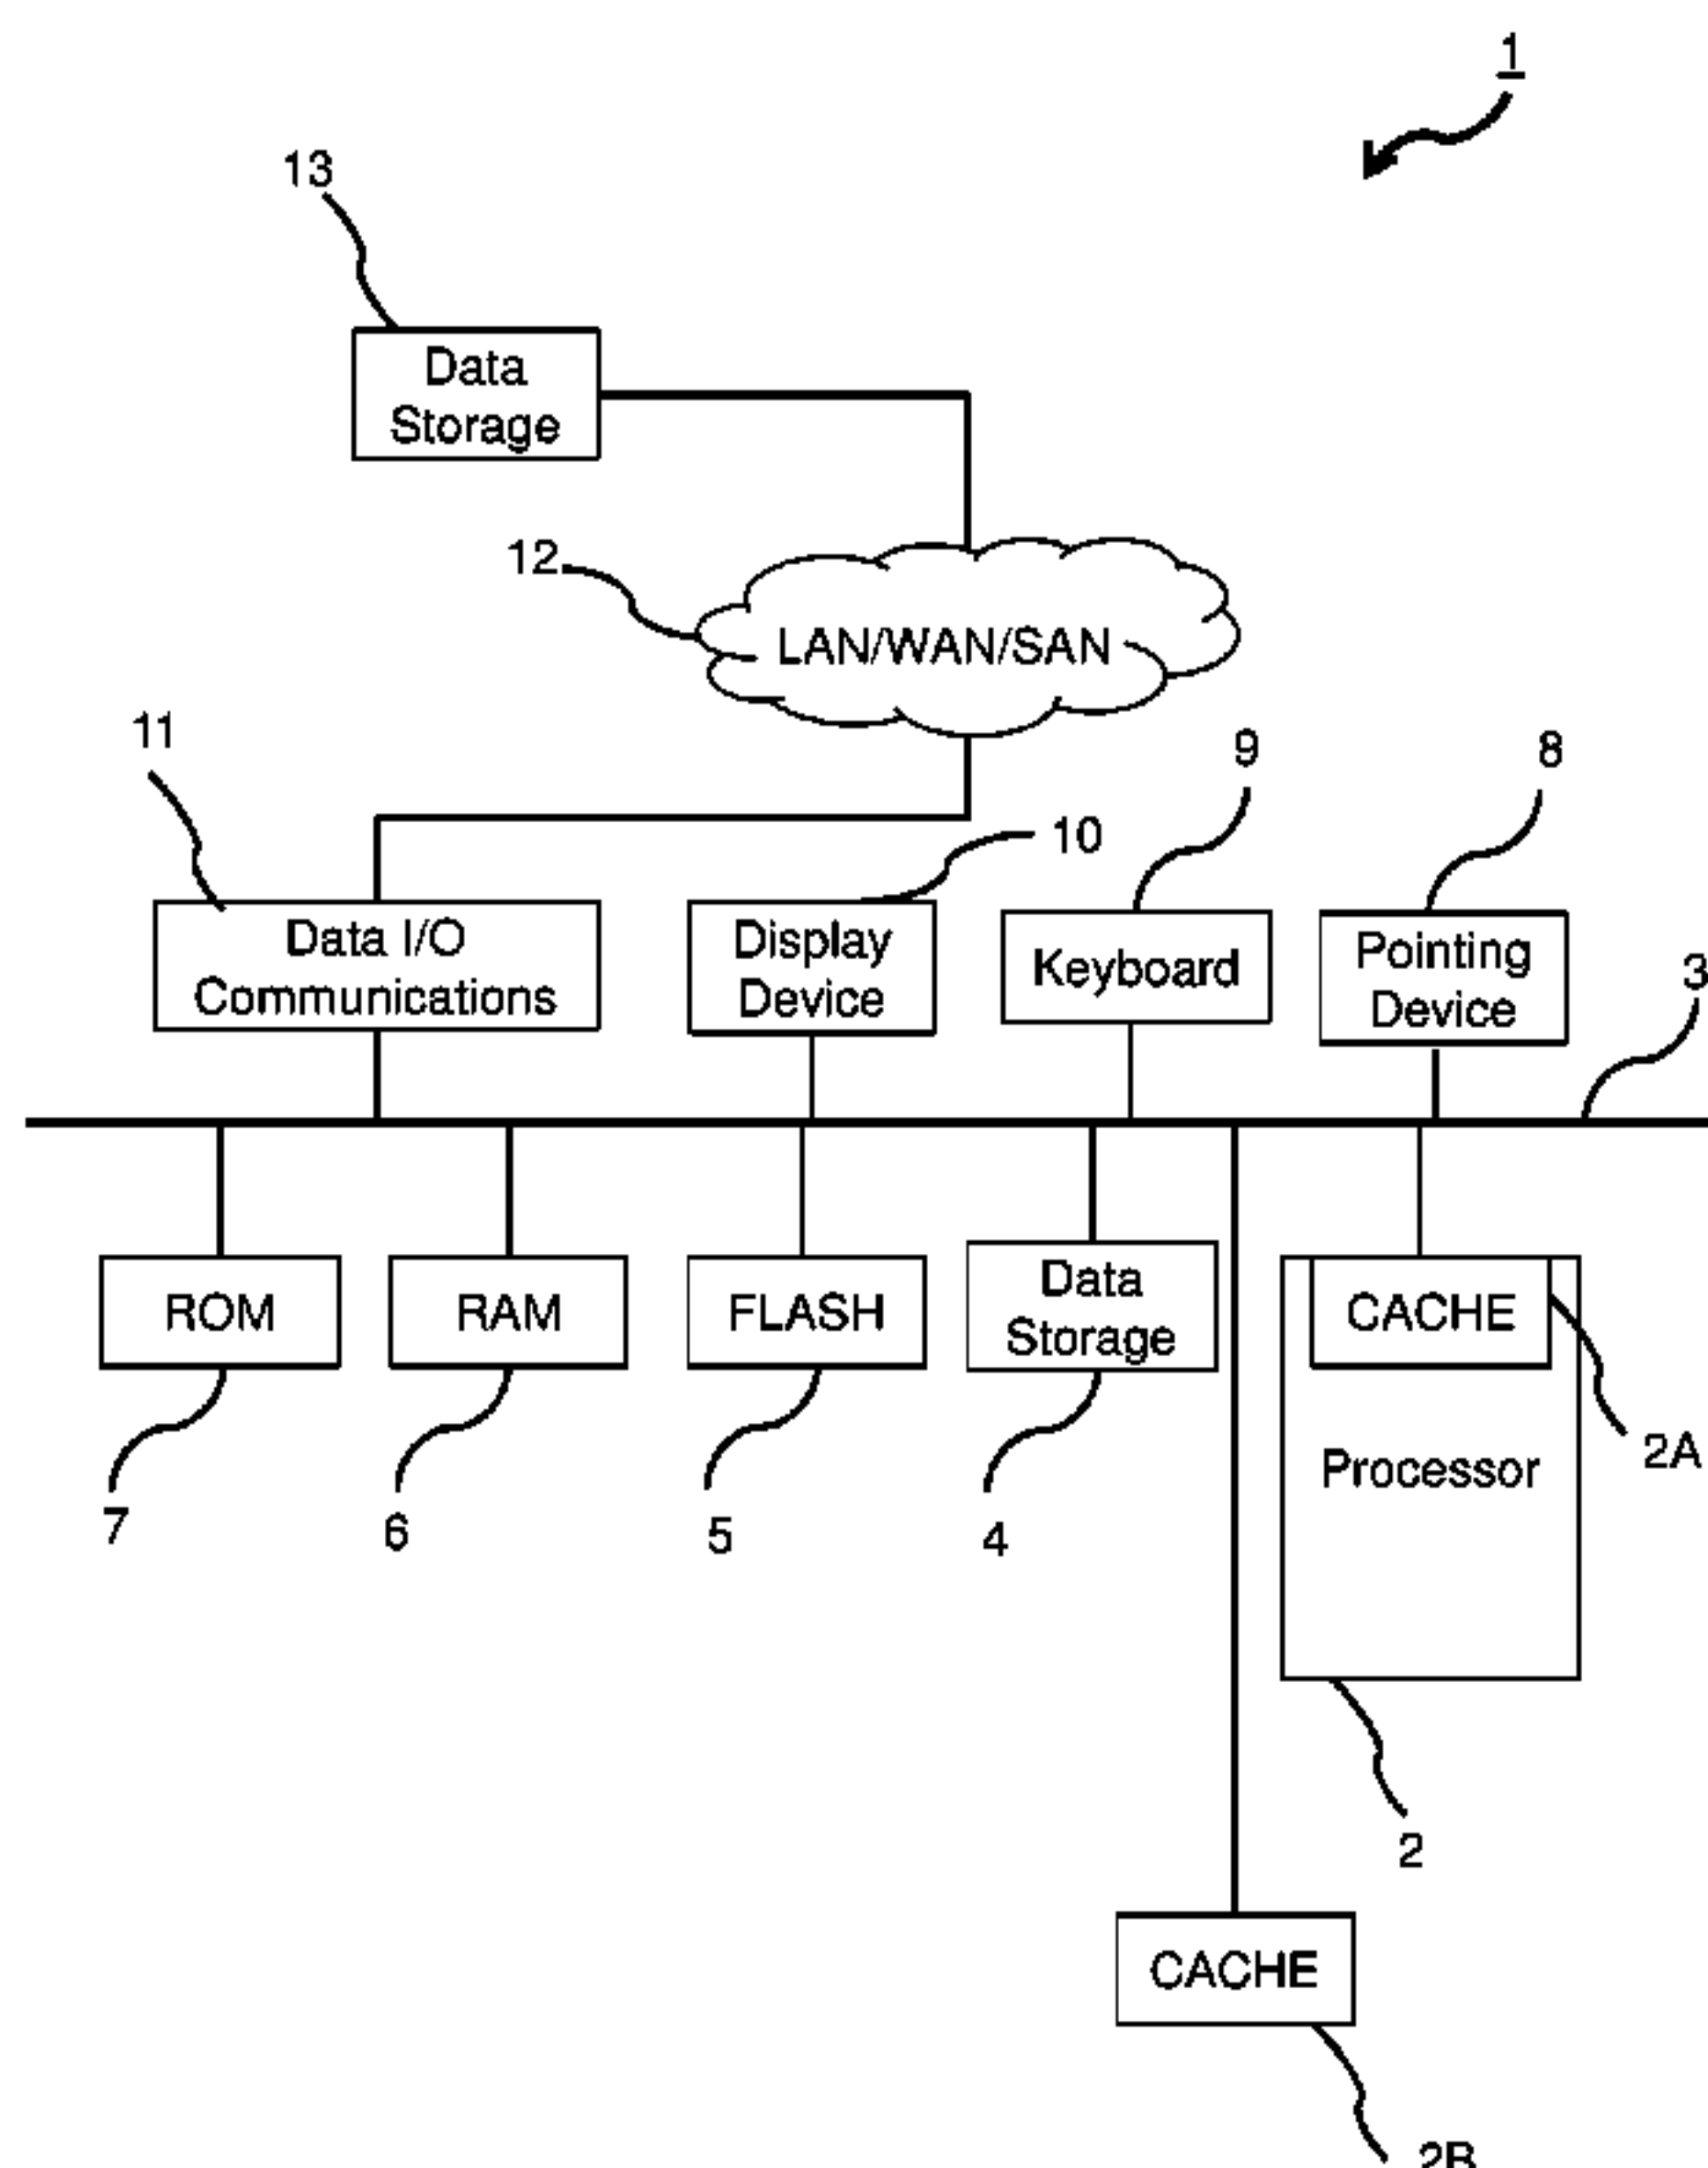 1
13
Data
Storage
12
LAN/WAN/SAN
11
9
8
10
Data I/O
Communications
Display
Device
Keyboard
Pointing
Device
3
ROM
RAM
FLASH
Data
Storage
CACHE
2A
Processor
7
6
5
4
2
CACHE
2B